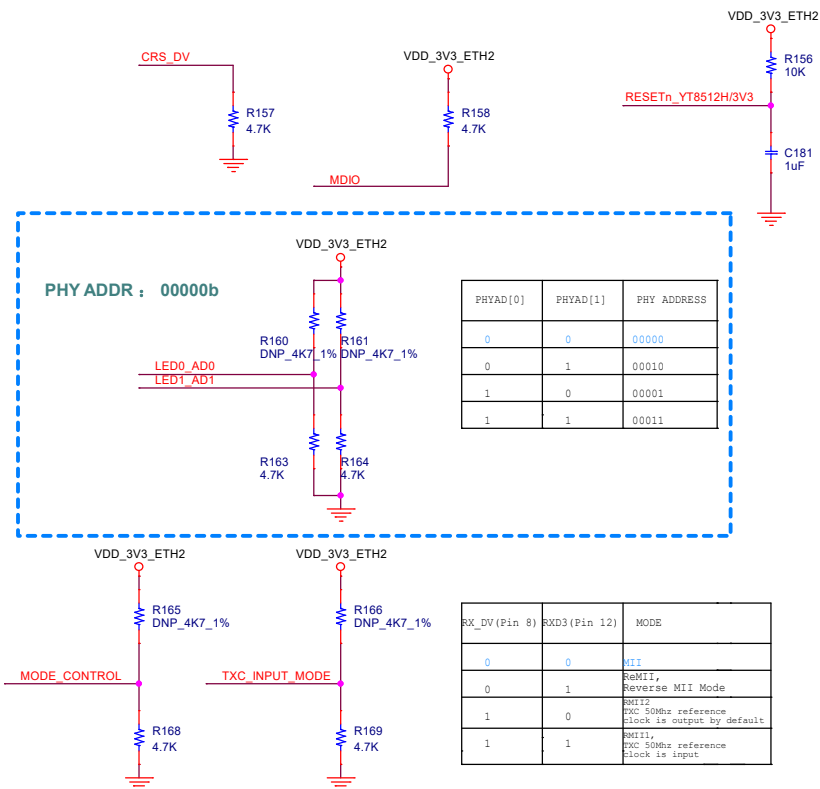 VDD_3V3_ETH2
R156
10K
RESETn_YT8512H/3V3
C181
1uF
CRS_DV
R157
4.7K
VDD_3V3_ETH2
R158
4.7K
MDIO
PHY ADDR： 00000b
VDD_3V3_ETH2
R160
DNP_4K7_1%
R161
DNP_4K7_1%
LED0_AD0
LED1_AD1
R163
4.7K
R164
4.7K
PHYAD[0] PHYAD[1] PHY ADDRESS
0 0 00000
0 1 00010
1 0 00001
1 1 00011
VDD_3V3_ETH2
R165
DNP_4K7_1%
MODE_CONTROL
R168
4.7K
VDD_3V3_ETH2
R166
DNP_4K7_1%
TXC_INPUT_MODE
R169
4.7K
RX_DV(Pin 8) RXD3(Pin 12) MODE
0 0 MII
0 1 ReMII,
Reverse MII Mode
1 0 RMII2
TXC 50Mhz reference
clock is output by default
1 1 RMII1,
TXC 50Mhz reference
clock is input